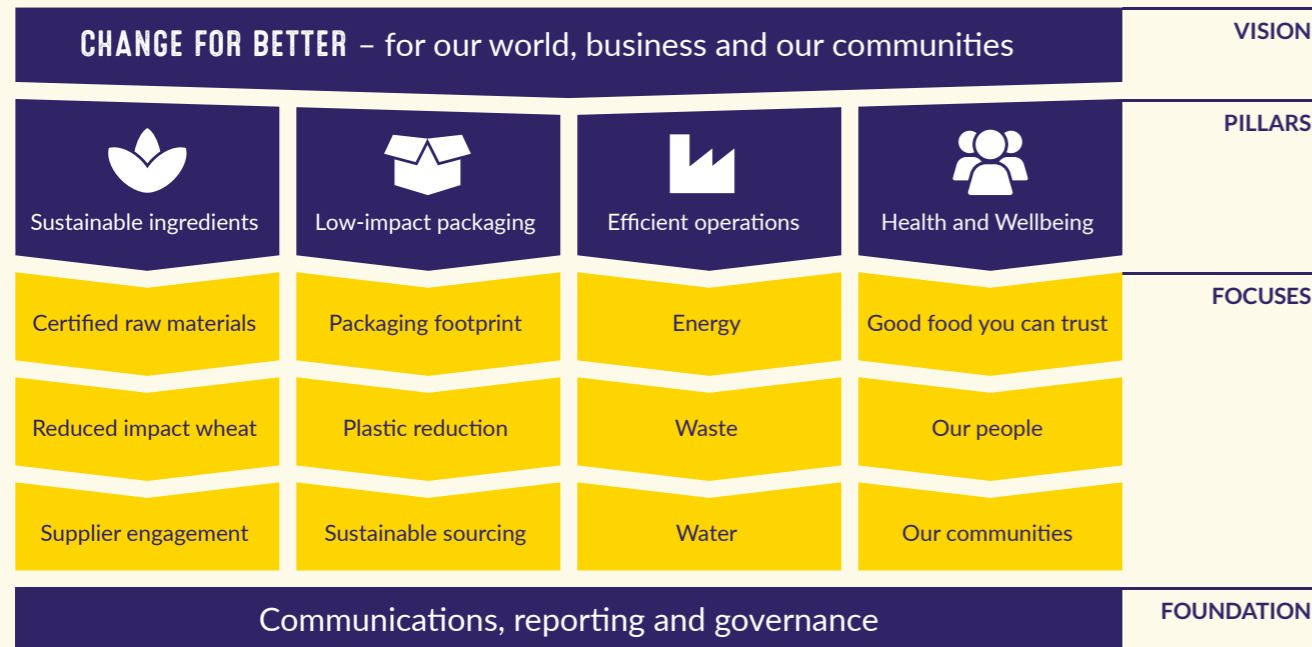 CHANGE FOR BETTER – for our world, business and our communities
VISION
PILLARS
Sustainable ingredients
Low-impact packaging
Efficient operations
Health and Wellbeing
FOCUSES
Certified raw materials
Packaging footprint
Energy
Good food you can trust
Reduced impact wheat
Plastic reduction
Waste
Our people
Supplier engagement
Sustainable sourcing
Water
Our communities
Communications, reporting and governance
FOUNDATION